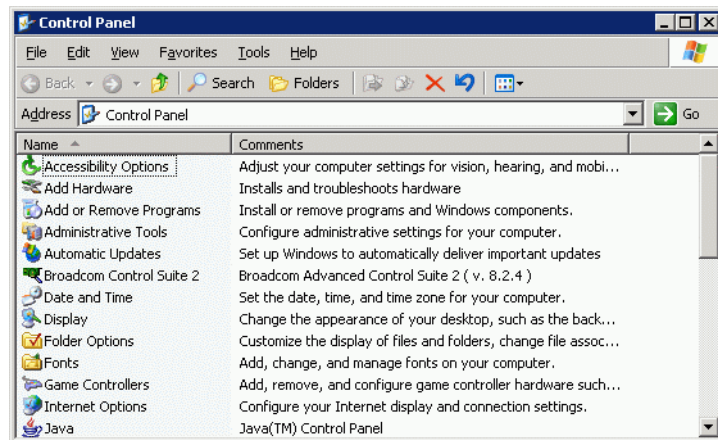 Control Panel
File Edit View Favorites Tools Help
Back Search Folders
Address Control Panel Go
Name Comments
Accessibility Options Adjust your computer settings for vision, hearing, and mobi...
Add Hardware Installs and troubleshoots hardware
Add or Remove Programs Install or remove programs and Windows components.
Administrative Tools Configure administrative settings for your computer.
Automatic Updates Set up Windows to automatically deliver important updates
Broadcom Control Suite 2 Broadcom Advanced Control Suite 2 ( v. 8.2.4 )
Date and Time Set the date, time, and time zone for your computer.
Display Change the appearance of your desktop, such as the back...
Folder Options Customize the display of files and folders, change file assoc...
Fonts Add, change, and manage fonts on your computer.
Game Controllers Add, remove, and configure game controller hardware such...
Internet Options Configure your Internet display and connection settings.
Java Java(TM) Control Panel